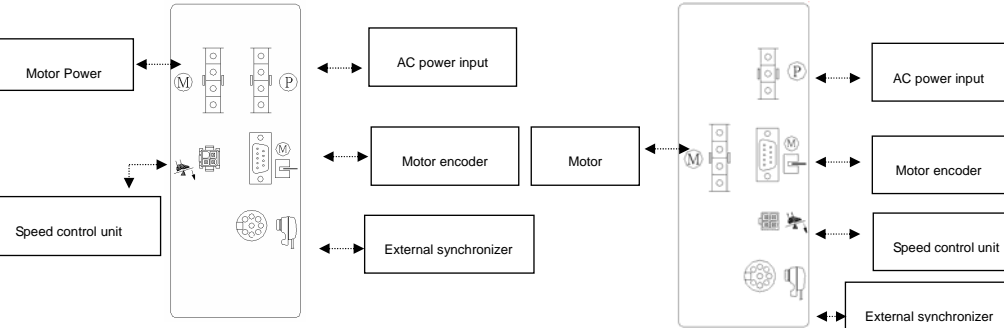 Motor Power
M
P
AC power input
M
Motor encoder
Speed control unit
External synchronizer
P
AC power input
Motor
M
M
Motor encoder
Speed control unit
External synchronizer